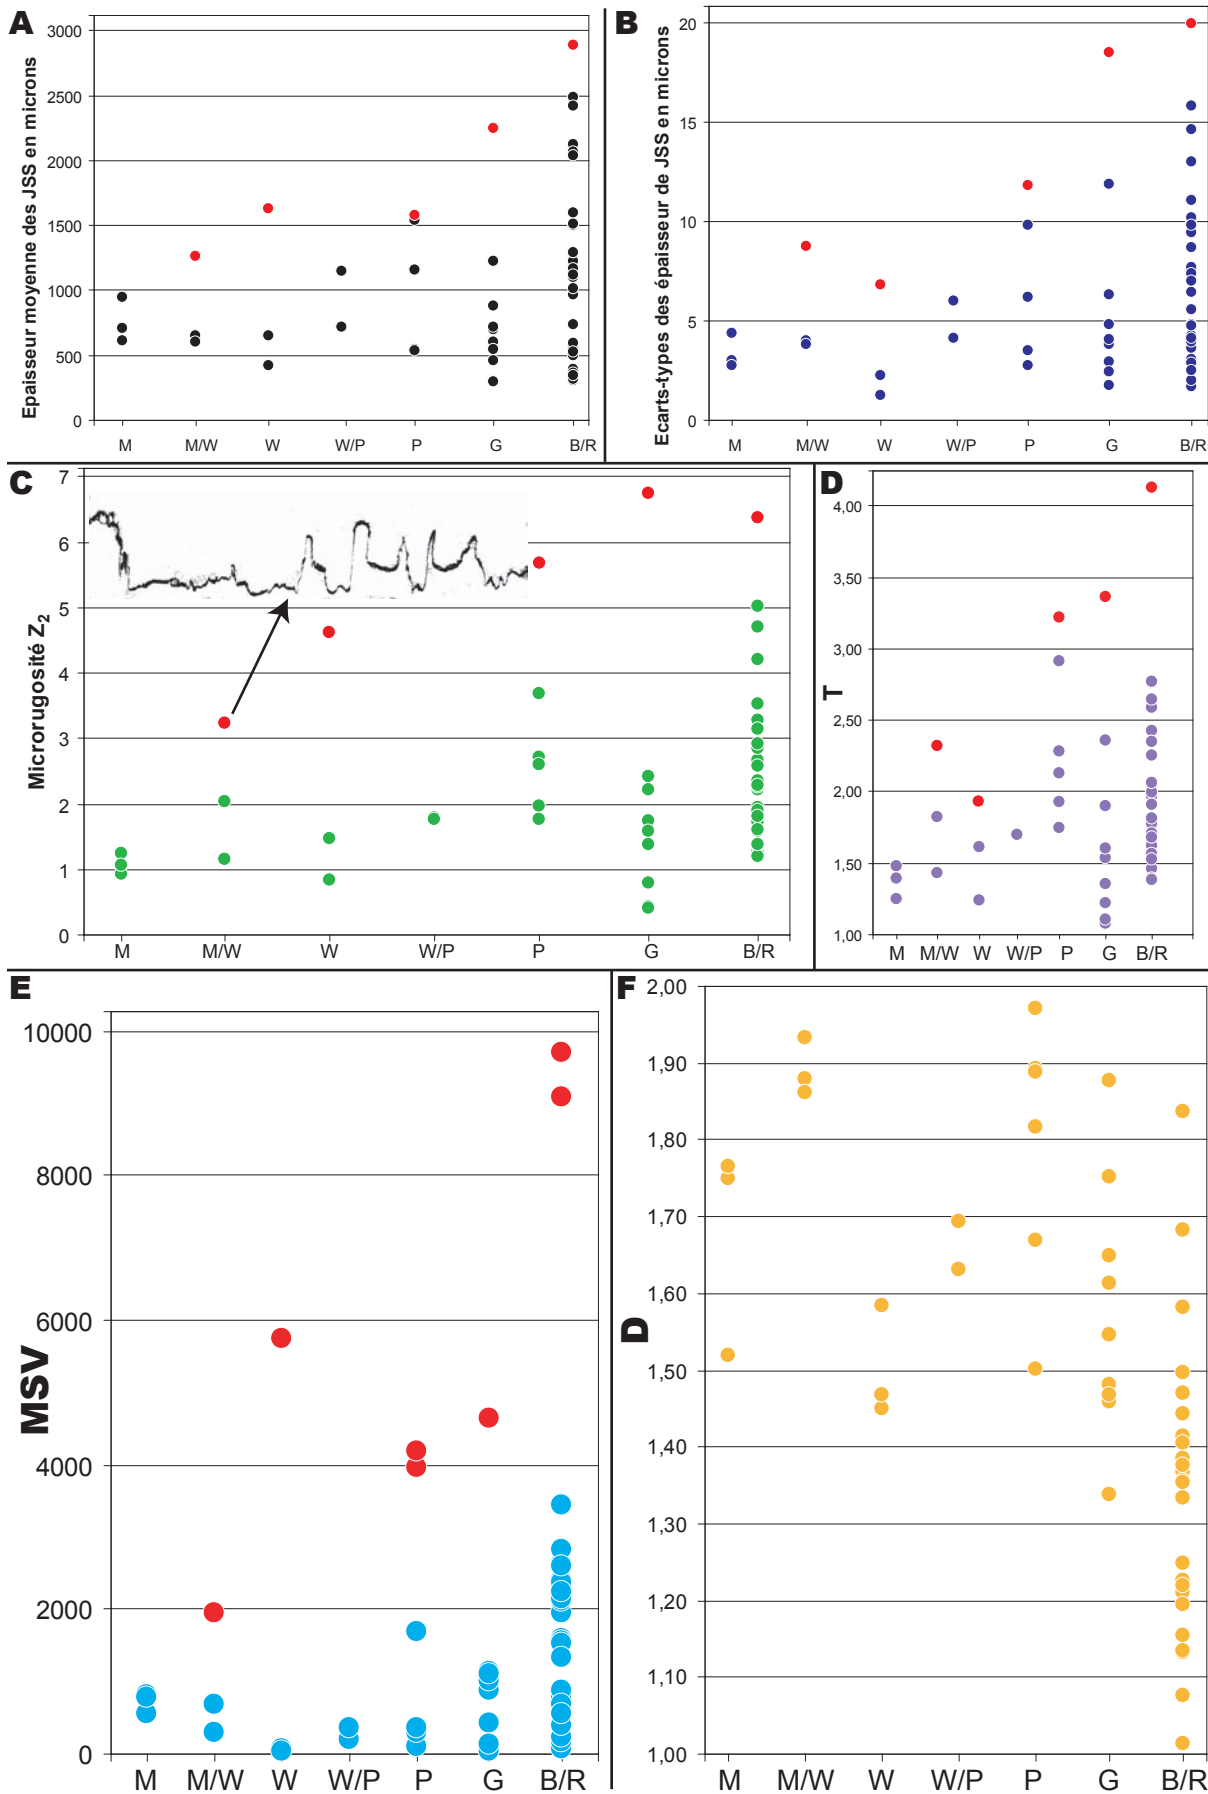 A
Epaisseur moyenne des JSS en microns
3000
2500
2000
1500
1000
500
0
M M/W W W/P P G B/R
B
Ecarts-types des épaisseur de JSS en microns
20
15
10
5
0
M M/W W W/P P G B/R
C
Microrugosité Z2
7
6
5
4
3
2
1
0
M M/W W W/P P G B/R
D
T
4,00
3,50
3,00
2,50
2,00
1,50
1,00
M M/W W W/P P G B/R
E
MSV
10000
8000
6000
4000
2000
0
M M/W W W/P P G B/R
F
D
2,00
1,90
1,80
1,70
1,60
1,50
1,40
1,30
1,20
1,10
1,00
M M/W W W/P P G B/R